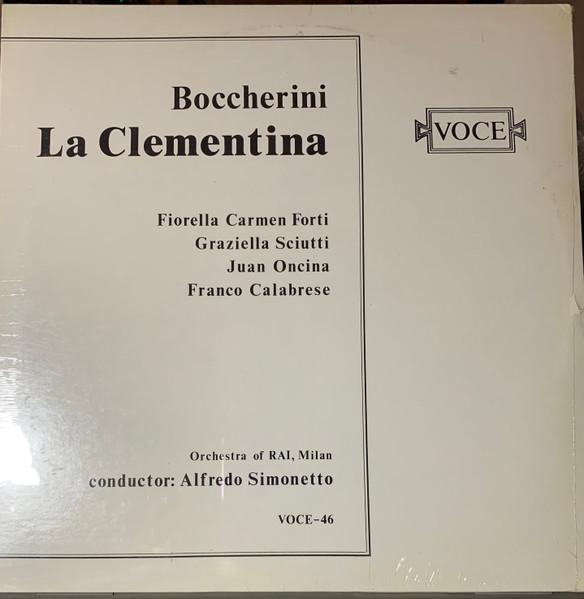 Boccherini
La Clementina
VOCE
Fiorella Carmen Forti
Graziella Sciutti
Juan Oncina
Franco Calabrese
Orchestra of RAI, Milan
conductor: Alfredo Simonetto
VOCE-46